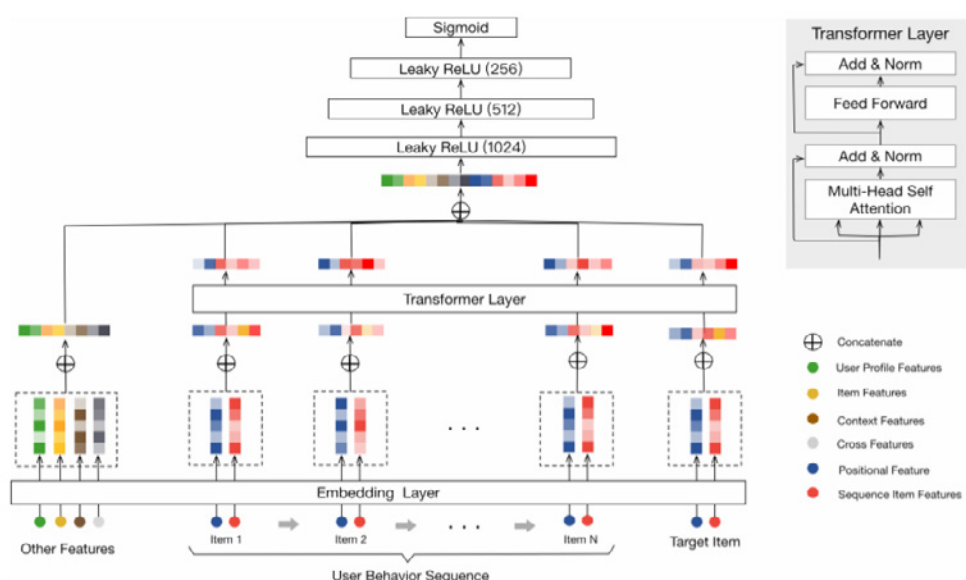 Sigmoid
Leaky ReLU (256)
Leaky ReLU (512)
Leaky ReLU (1024)
Transformer Layer
Embedding Layer
Other Features
Item 1
Item 2
. . .
Item N
Target Item
User Behavior Sequence
Transformer Layer
Add & Norm
Feed Forward
Add & Norm
Multi-Head Self
Attention
Concatenate
User Profile Features
Item Features
Context Features
Cross Features
Positional Feature
Sequence Item Features